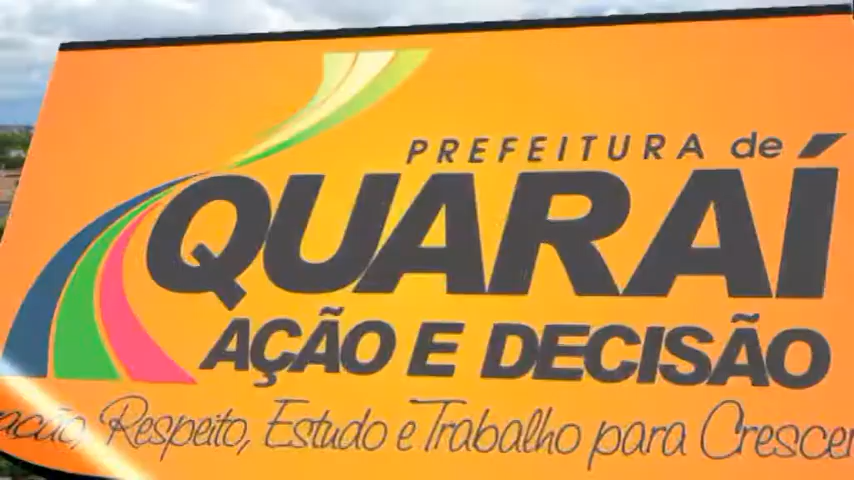 PREFEITURA de
QUARAÍ
AÇÃO E DECISÃO
Respeito, Estudo e Trabalho para